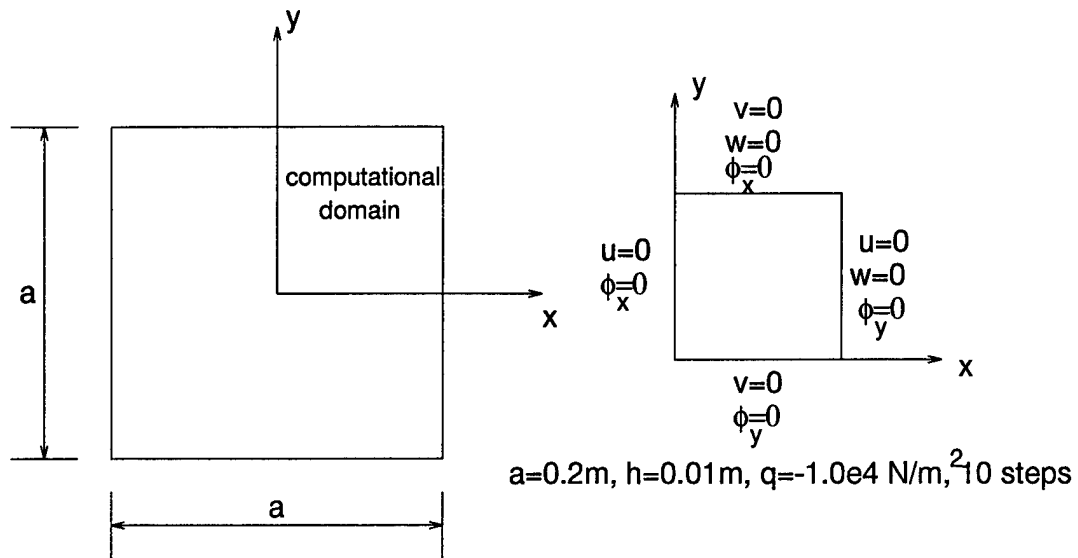 y
computational
domain
a
x
a
y
v=0
w=0
ϕx=0
u=0
ϕx=0
u=0
w=0
ϕy=0
x
v=0
ϕy=0
a=0.2m, h=0.01m, q=-1.0e4 N/m,² 10 steps